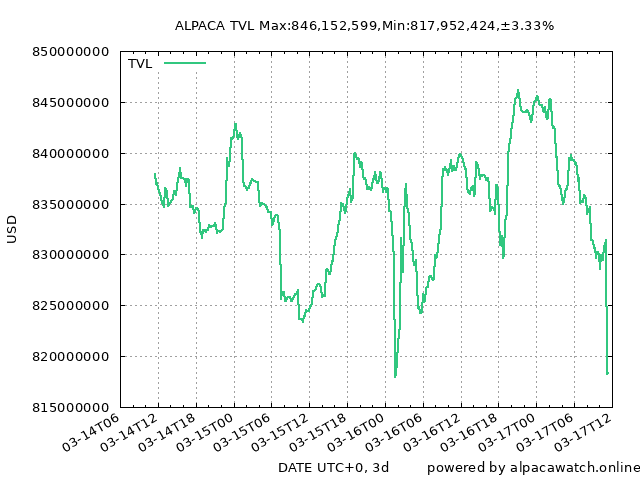 ALPACA TVL Max:846,152,599,Min:817,952,424,±3.33%
TVL
850000000
845000000
840000000
835000000
830000000
825000000
820000000
815000000
USD
03-14T06
03-14T12
03-14T18
03-15T00
03-15T06
03-15T12
03-15T18
03-16T00
03-16T06
03-16T12
03-16T18
03-17T00
03-17T06
03-17T12
DATE UTC+0, 3d
powered by alpacawatch.online